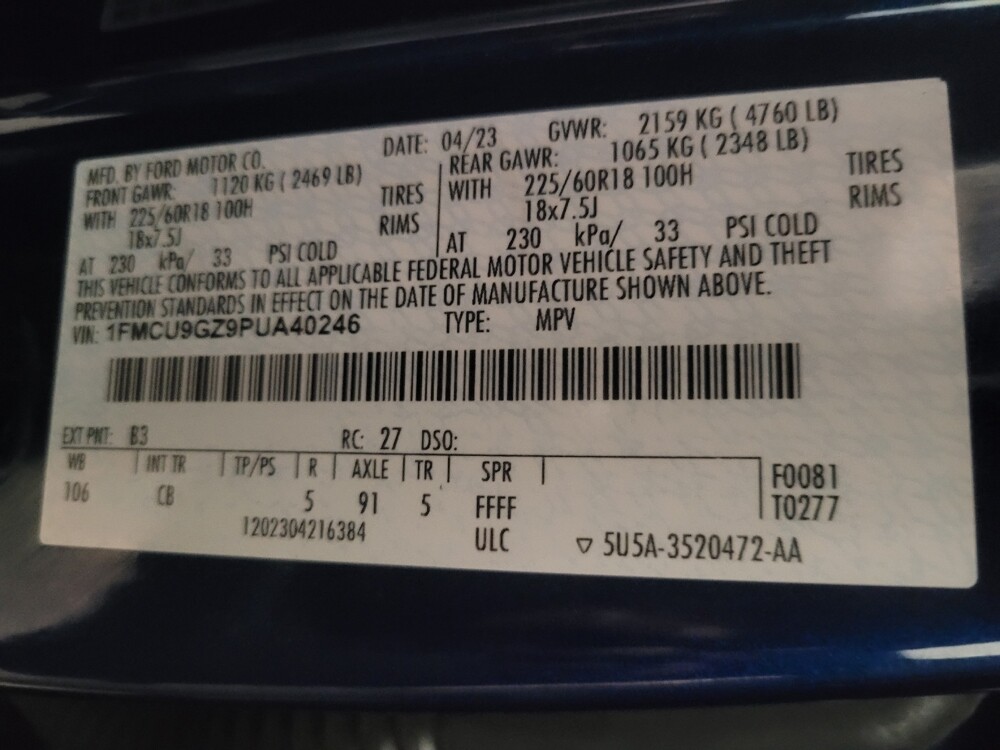 MFD. BY FORD MOTOR CO. DATE: 04/23 GVWR: 2159 KG ( 4760 LB)
FRONT GAWR: 1120 KG ( 2469 LB) REAR GAWR: 1065 KG ( 2348 LB)
WITH 225/60R18 100H TIRES WITH 225/60R18 100H TIRES
18x7.5J RIMS 18x7.5J RIMS
AT 230 kPa/ 33 PSI COLD AT 230 kPa/ 33 PSI COLD
THIS VEHICLE CONFORMS TO ALL APPLICABLE FEDERAL MOTOR VEHICLE SAFETY AND THEFT
PREVENTION STANDARDS IN EFFECT ON THE DATE OF MANUFACTURE SHOWN ABOVE.
VIN: 1FMCU9GZ9PUA40246 TYPE: MPV
EXT PNT: B3 RC: 27 DSO:
WB INT TR TP/PS R AXLE TR SPR F0081
106 CB 5 91 5 FFFF T0277
1202304216384 ULC ▽ 5U5A-3520472-AA